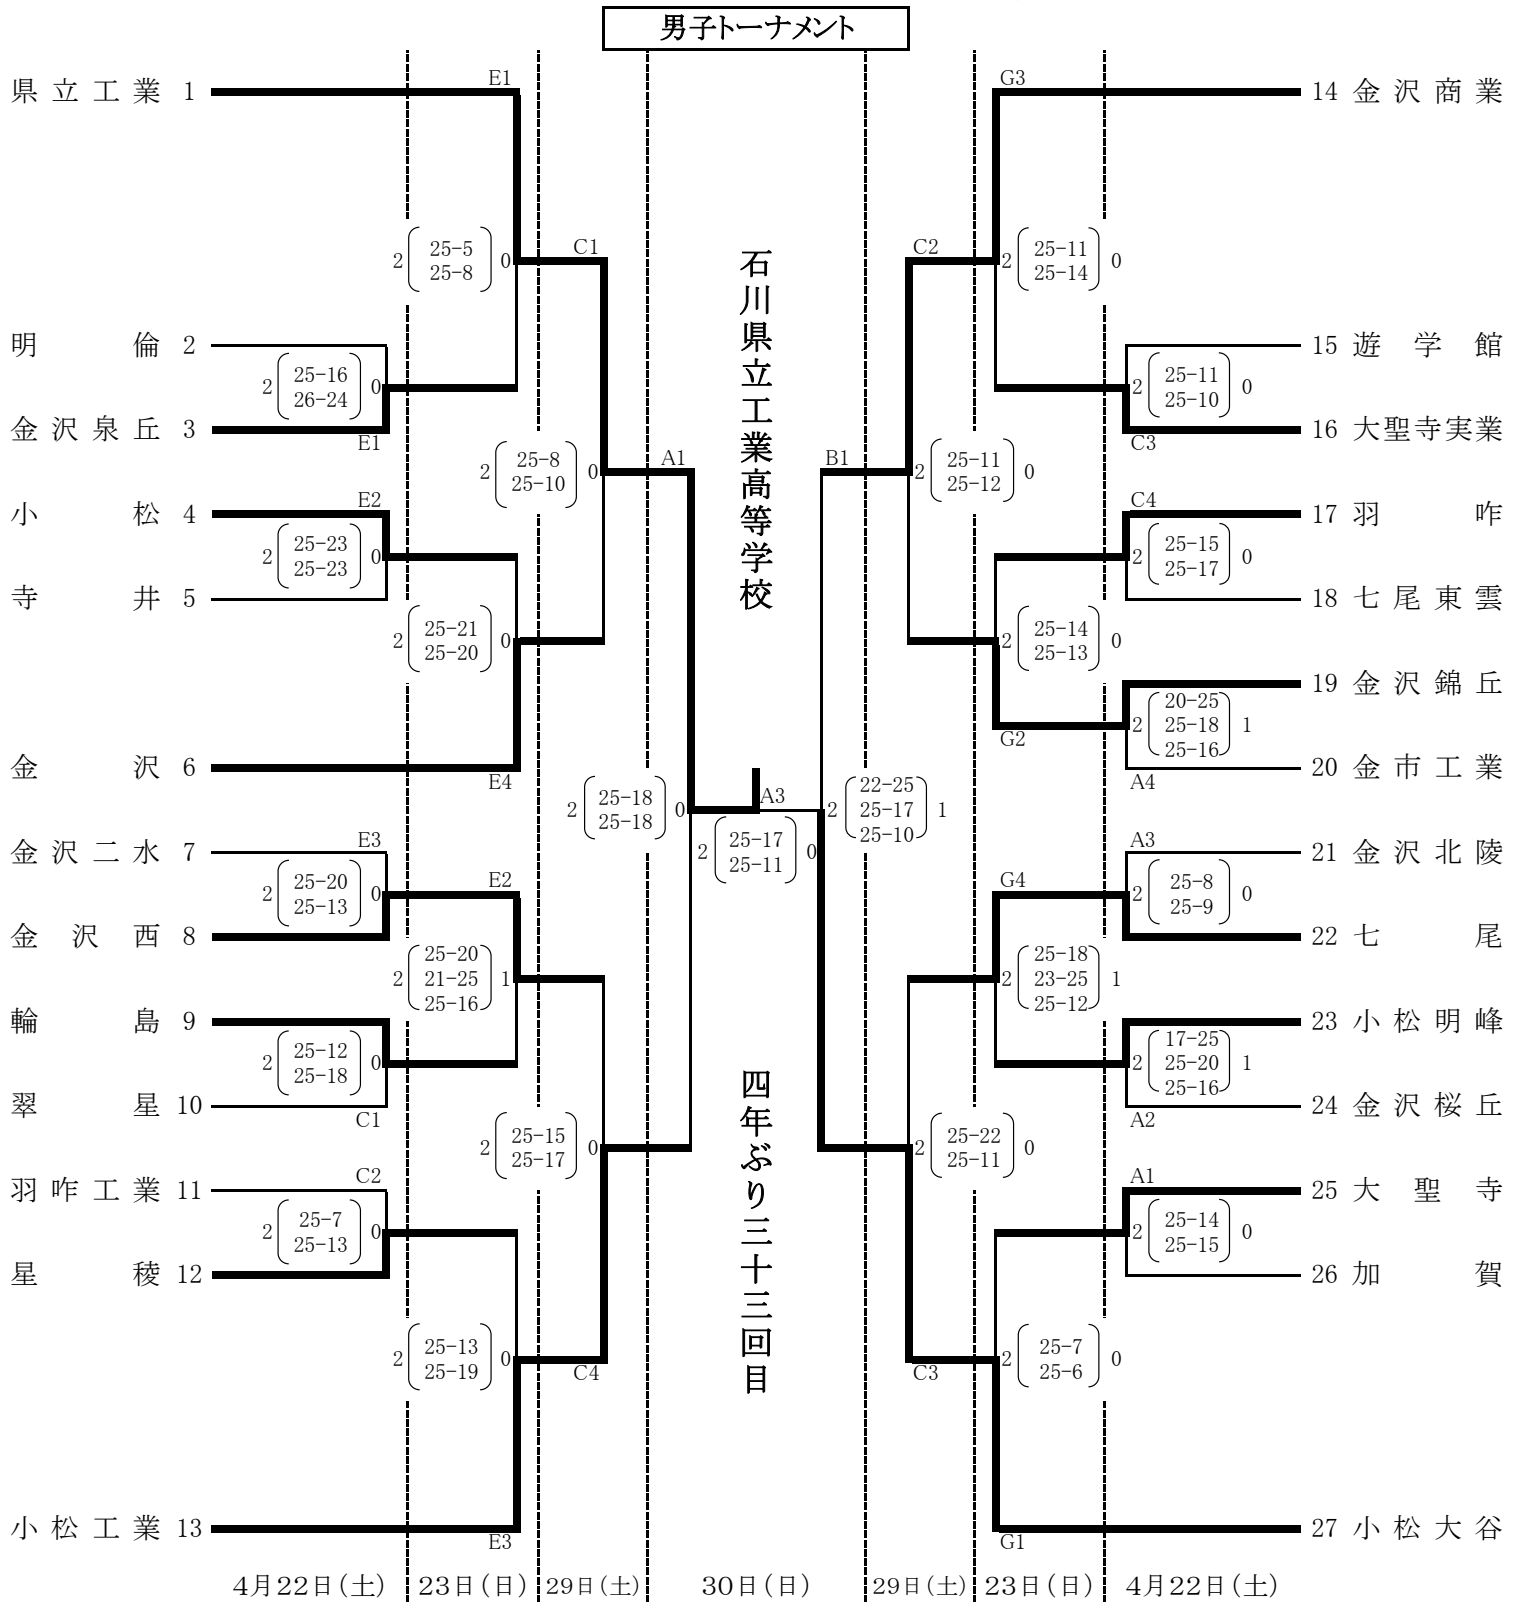 男子トーナメント
E1
G3
県立工業 1
14 金沢商業
C1
C2
2 25-5 0
25-8
2 25-11 0
25-14
石川県立工業高等学校
明倫 2
15 遊学館
2 25-16 0
26-24
2 25-11 0
25-10
金沢泉丘 3
16 大聖寺実業
E1
C3
2 25-8 0
25-10
A1
B1
2 25-11 0
25-12
E2
C4
小松 4
17 羽咋
2 25-23 0
25-23
2 25-15 0
25-17
寺井 5
18 七尾東雲
2 25-21 0
25-20
2 25-14 0
25-13
19 金沢錦丘
20-25
2 25-18 1
25-16
G2
金沢 6
20 金市工業
E4
A4
2 25-18 0
25-18
A3
22-25
2 25-17 1
25-10
2 25-17 0
25-11
E3
A3
金沢二水 7
21 金沢北陵
E2
G4
2 25-20 0
25-13
2 25-8 0
25-9
金沢西 8
22 七尾
25-20
2 21-25 1
25-16
25-18
2 23-25 1
25-12
輪島 9
23 小松明峰
2 25-12 0
25-18
17-25
2 25-20 1
25-16
翠星 10
24 金沢桜丘
C1
A2
四年ぶり三十三回目
2 25-15 0
25-17
2 25-22 0
25-11
C2
A1
羽咋工業 11
25 大聖寺
2 25-7 0
25-13
2 25-14 0
25-15
星稜 12
26 加賀
2 25-13 0
25-19
2 25-7 0
25-6
C4
C3
小松工業 13
27 小松大谷
E3
G1
4月22日(土) 23日(日) 29日(土) 30日(日) 29日(土) 23日(日) 4月22日(土)